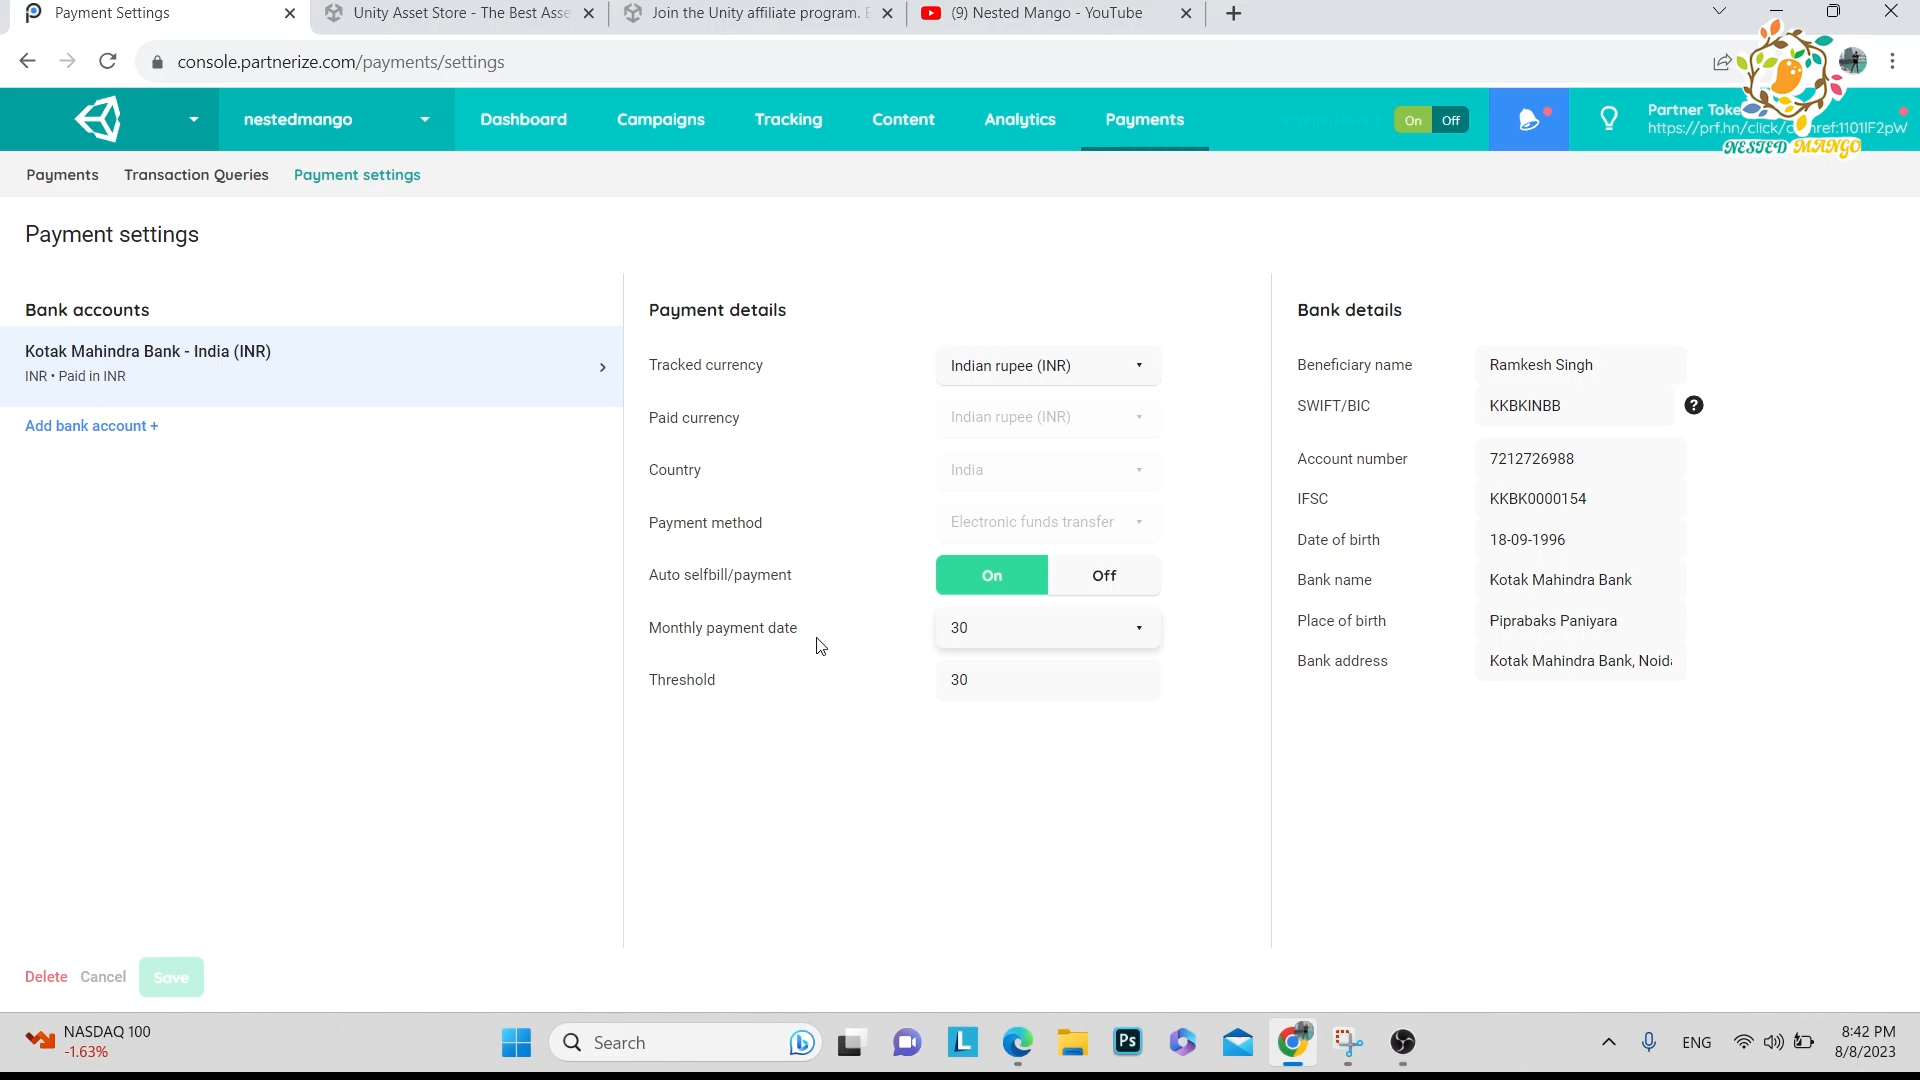 Payment Settings
Unity Asset Store - The Best Asse
Join the Unity affiliate program. E
(9) Nested Mango - YouTube
console.partnerize.com/payments/settings
nestedmango
Dashboard
Campaigns
Tracking
Content
Analytics
Payments
On
Off
Partner Toke
https://prf.hn/click/c
mref:1101lF2pW
NESTED MANGO
Payments
Transaction Queries
Payment settings
Payment settings
Bank accounts
Kotak Mahindra Bank - India (INR)
INR • Paid in INR
Add bank account +
Payment details
Tracked currency
Indian rupee (INR)
Paid currency
Indian rupee (INR)
Country
India
Payment method
Electronic funds transfer
Auto selfbill/payment
On
Off
Monthly payment date
30
Threshold
30
Bank details
Beneficiary name
Ramkesh Singh
SWIFT/BIC
KKBKINBB
?
Account number
7212726988
IFSC
KKBK0000154
Date of birth
18-09-1996
Bank name
Kotak Mahindra Bank
Place of birth
Piprabaks Paniyara
Bank address
Kotak Mahindra Bank, Noida
Delete
Cancel
Save
NASDAQ 100
-1.63%
Search
L
Ps
ENG
8:42 PM
8/8/2023